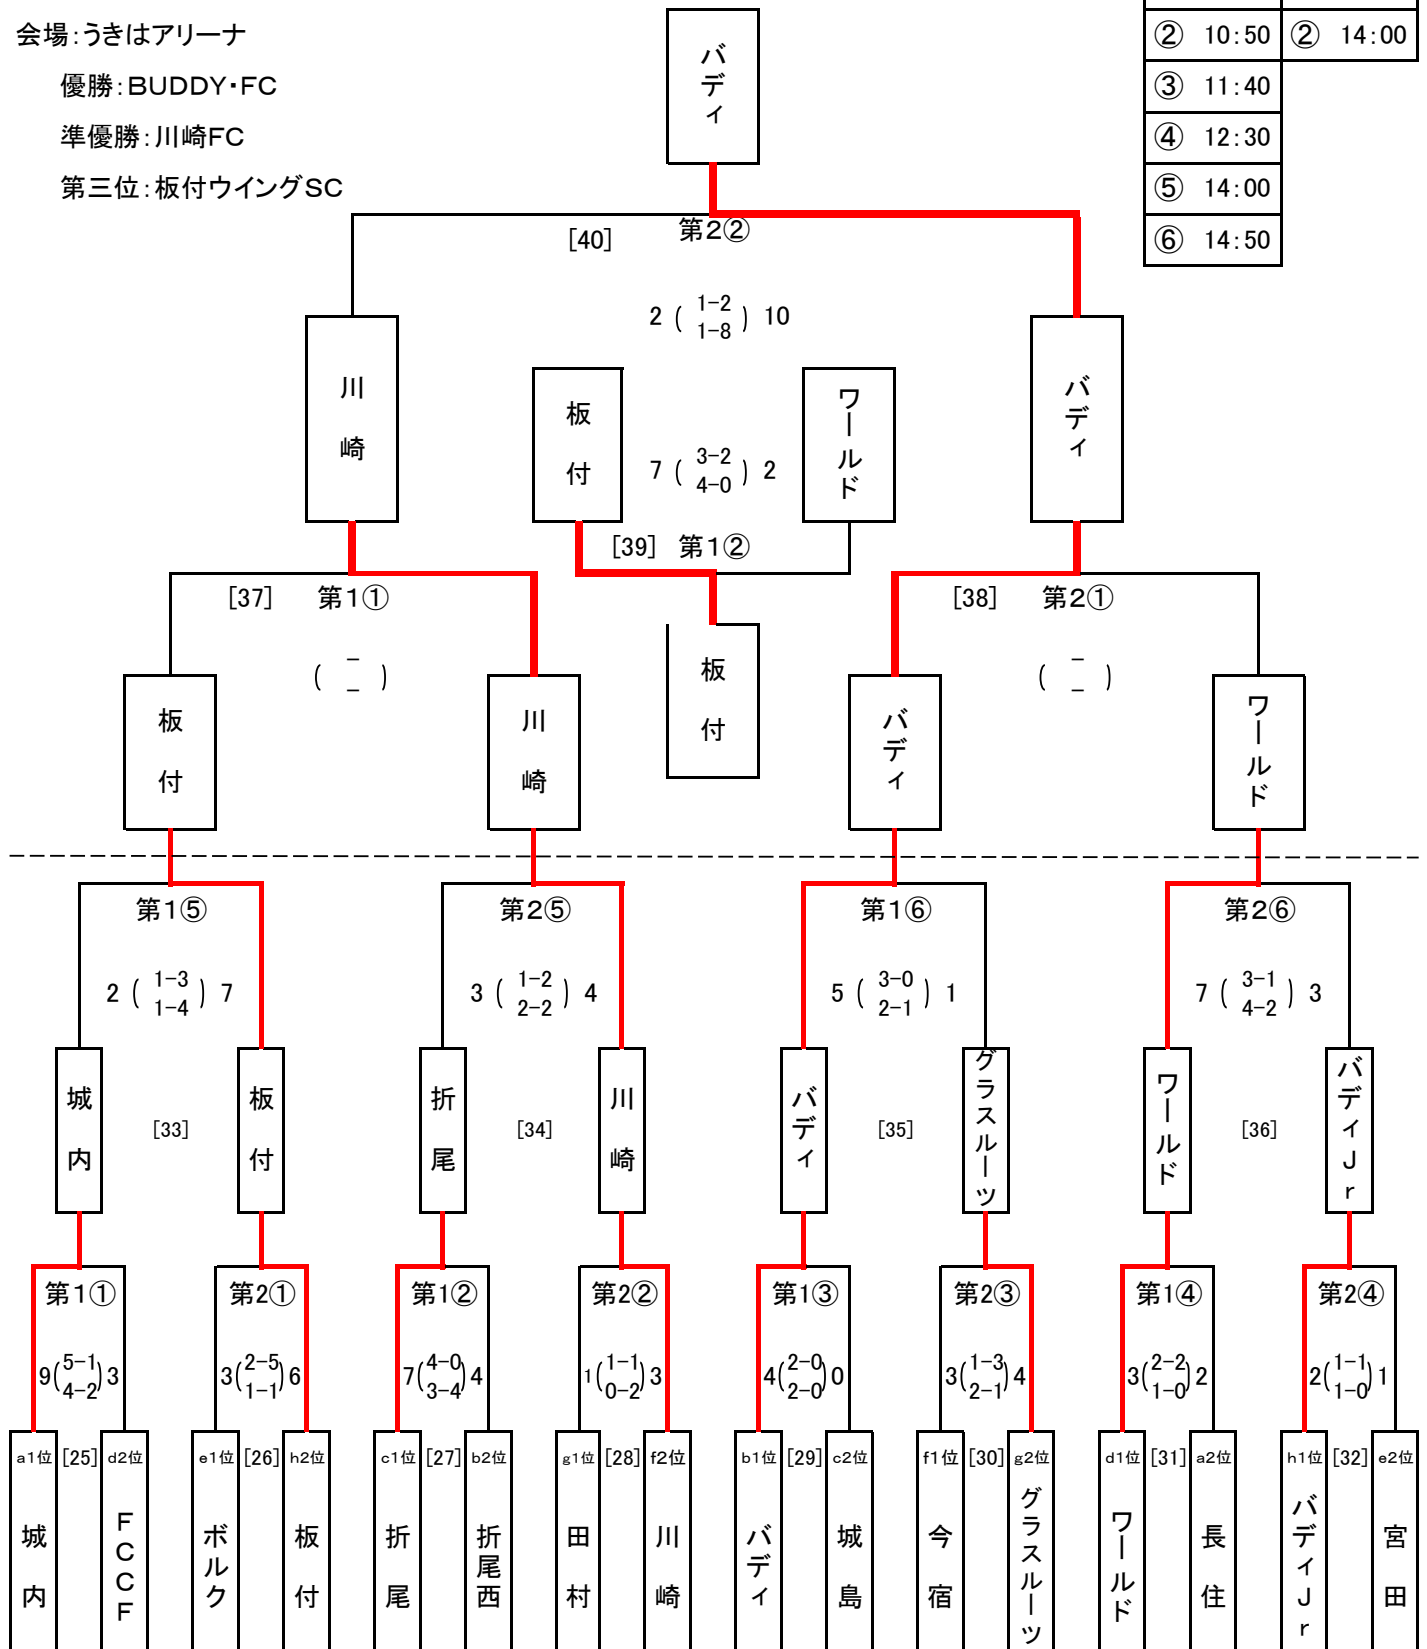 会場：うきはアリーナ
優勝：BUDDY・FC
準優勝：川崎FC
第三位：板付ウイングSC
② 10:50 ② 14:00
③ 11:40
④ 12:30
⑤ 14:00
⑥ 14:50
バディ
[40] 第2②
2 ( 1-2 1-8 ) 10
川崎
板付
ワールド
バディ
7 ( 3-2 4-0 ) 2
[39] 第1②
[37] 第1①
[38] 第2①
( - - )
( - - )
板付
板付
川崎
バディ
ワールド
第1⑤
第2⑤
第1⑥
第2⑥
2 ( 1-3 1-4 ) 7
3 ( 1-2 2-2 ) 4
5 ( 3-0 2-1 ) 1
7 ( 3-1 4-2 ) 3
城内
[33]
板付
折尾
[34]
川崎
バディ
[35]
グラスルーツ
ワールド
[36]
バディJr
第1①
第2①
第1②
第2②
第1③
第2③
第1④
第2④
9 ( 5-1 4-2 ) 3
3 ( 2-5 1-1 ) 6
7 ( 4-0 3-4 ) 4
1 ( 1-1 0-2 ) 3
4 ( 2-0 2-0 ) 0
3 ( 1-3 2-1 ) 4
3 ( 2-2 1-0 ) 2
2 ( 1-1 1-0 ) 1
a1位 [25] d2位
e1位 [26] h2位
c1位 [27] b2位
g1位 [28] f2位
b1位 [29] c2位
f1位 [30] g2位
d1位 [31] a2位
h1位 [32] e2位
城内
FCCF
ボルク
板付
折尾
折尾西
田村
川崎
バディ
城島
今宿
グラスルーツ
ワールド
長住
バディJr
宮田